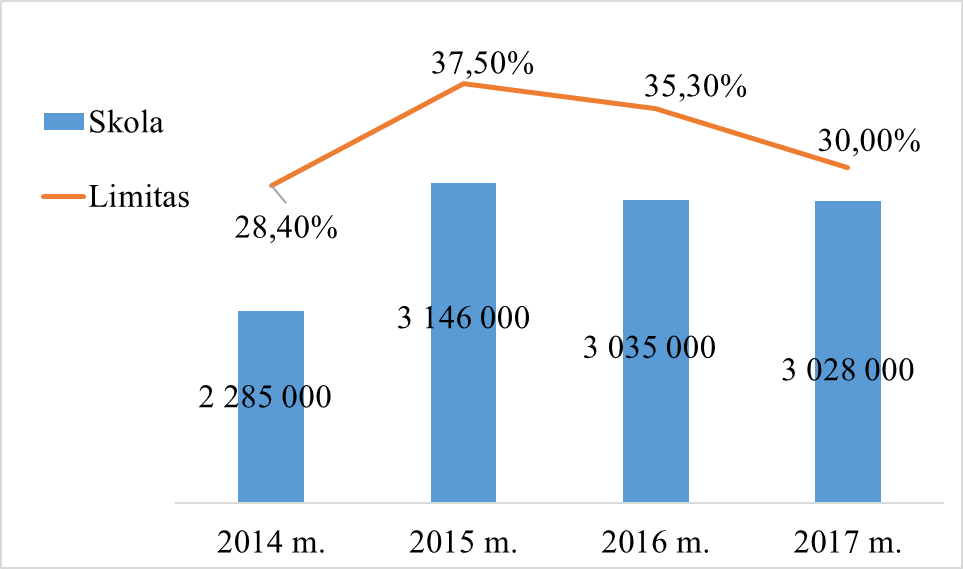 37,50%
35,30%
30,00%
28,40%
Skola
Limitas
3 146 000
3 035 000
3 028 000
2 285 000
2014 m.
2015 m.
2016 m.
2017 m.